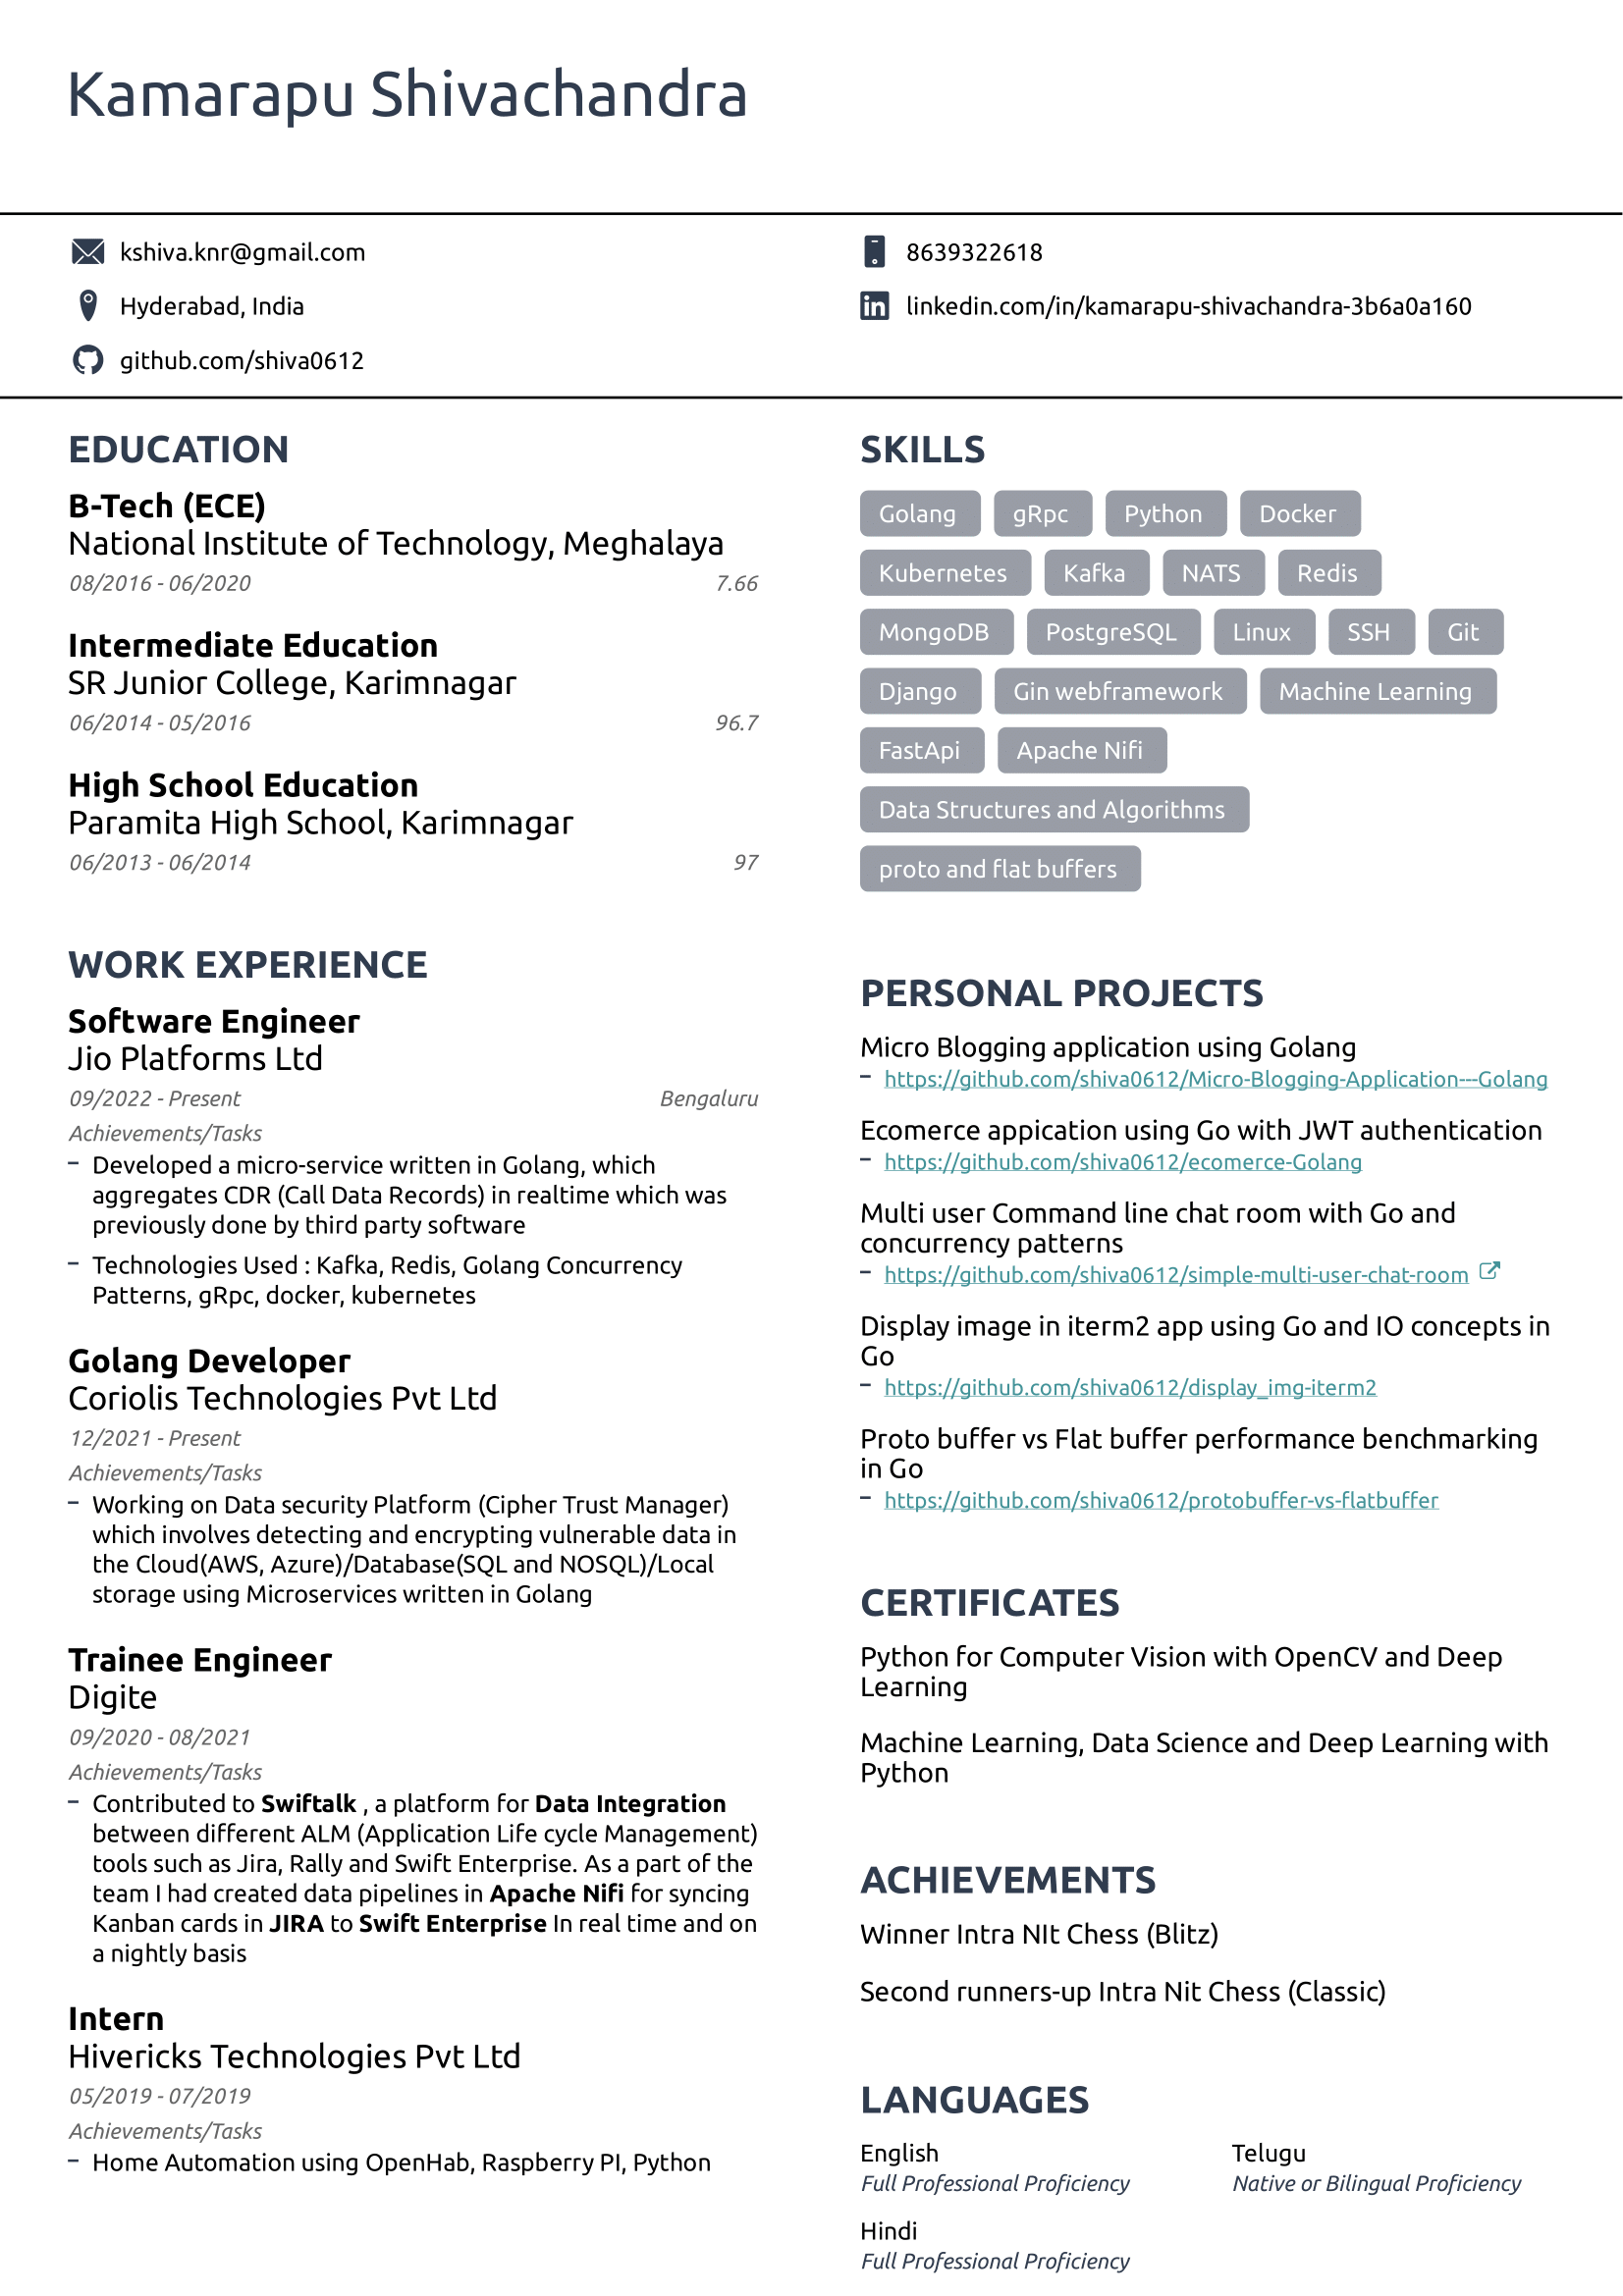 Kamarapu Shivachandra
kshiva.knr@gmail.com
8639322618
Hyderabad, India
linkedin.com/in/kamarapu-shivachandra-3b6a0a160
github.com/shiva0612
EDUCATION
B-Tech (ECE)
National Institute of Technology, Meghalaya
08/2016 - 06/2020 7.66
Intermediate Education
SR Junior College, Karimnagar
06/2014 - 05/2016 96.7
High School Education
Paramita High School, Karimnagar
06/2013 - 06/2014 97
WORK EXPERIENCE
Software Engineer
Jio Platforms Ltd
09/2022 - Present Bengaluru
Achievements/Tasks
– Developed a micro-service written in Golang, which
aggregates CDR (Call Data Records) in realtime which was
previously done by third party software
– Technologies Used : Kafka, Redis, Golang Concurrency
Patterns, gRpc, docker, kubernetes
Golang Developer
Coriolis Technologies Pvt Ltd
12/2021 - Present
Achievements/Tasks
– Working on Data security Platform (Cipher Trust Manager)
which involves detecting and encrypting vulnerable data in
the Cloud(AWS, Azure)/Database(SQL and NOSQL)/Local
storage using Microservices written in Golang
Trainee Engineer
Digite
09/2020 - 08/2021
Achievements/Tasks
– Contributed to Swiftalk , a platform for Data Integration
between different ALM (Application Life cycle Management)
tools such as Jira, Rally and Swift Enterprise. As a part of the
team I had created data pipelines in Apache Nifi for syncing
Kanban cards in JIRA to Swift Enterprise In real time and on
a nightly basis
Intern
Hivericks Technologies Pvt Ltd
05/2019 - 07/2019
Achievements/Tasks
– Home Automation using OpenHab, Raspberry PI, Python
SKILLS
Golang gRpc Python Docker
Kubernetes Kafka NATS Redis
MongoDB PostgreSQL Linux SSH Git
Django Gin webframework Machine Learning
FastApi Apache Nifi
Data Structures and Algorithms
proto and flat buffers
PERSONAL PROJECTS
Micro Blogging application using Golang
– https://github.com/shiva0612/Micro-Blogging-Application---Golang
Ecomerce appication using Go with JWT authentication
– https://github.com/shiva0612/ecomerce-Golang
Multi user Command line chat room with Go and
concurrency patterns
– https://github.com/shiva0612/simple-multi-user-chat-room
Display image in iterm2 app using Go and IO concepts in
Go
– https://github.com/shiva0612/display_img-iterm2
Proto buffer vs Flat buffer performance benchmarking
in Go
– https://github.com/shiva0612/protobuffer-vs-flatbuffer
CERTIFICATES
Python for Computer Vision with OpenCV and Deep
Learning
Machine Learning, Data Science and Deep Learning with
Python
ACHIEVEMENTS
Winner Intra NIt Chess (Blitz)
Second runners-up Intra Nit Chess (Classic)
LANGUAGES
English
Full Professional Proficiency
Telugu
Native or Bilingual Proficiency
Hindi
Full Professional Proficiency